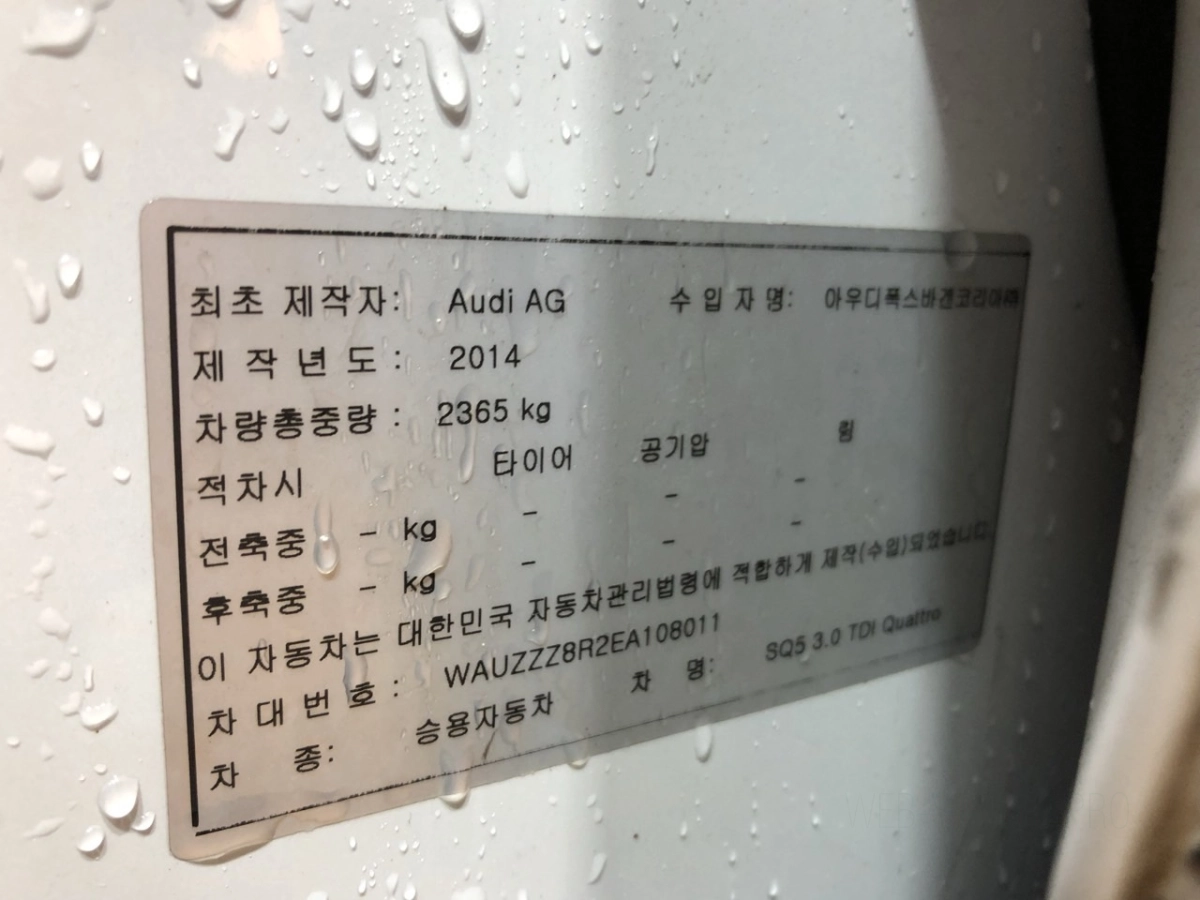 최초 제작자: Audi AG 수입자명: 아우디폭스바겐코리아㈜
제작년도: 2014
차량총중량: 2365 kg
적차시 타이어 공기압 림
전축중 - kg - - -
후축중 - kg - - -
이 자동차는 대한민국 자동차관리법령에 적합하게 제작(수입)되었습니다.
차대번호: WAUZZZ8R2EA108011
차종: 승용자동차 차명: SQ5 3.0 TDI Quattro